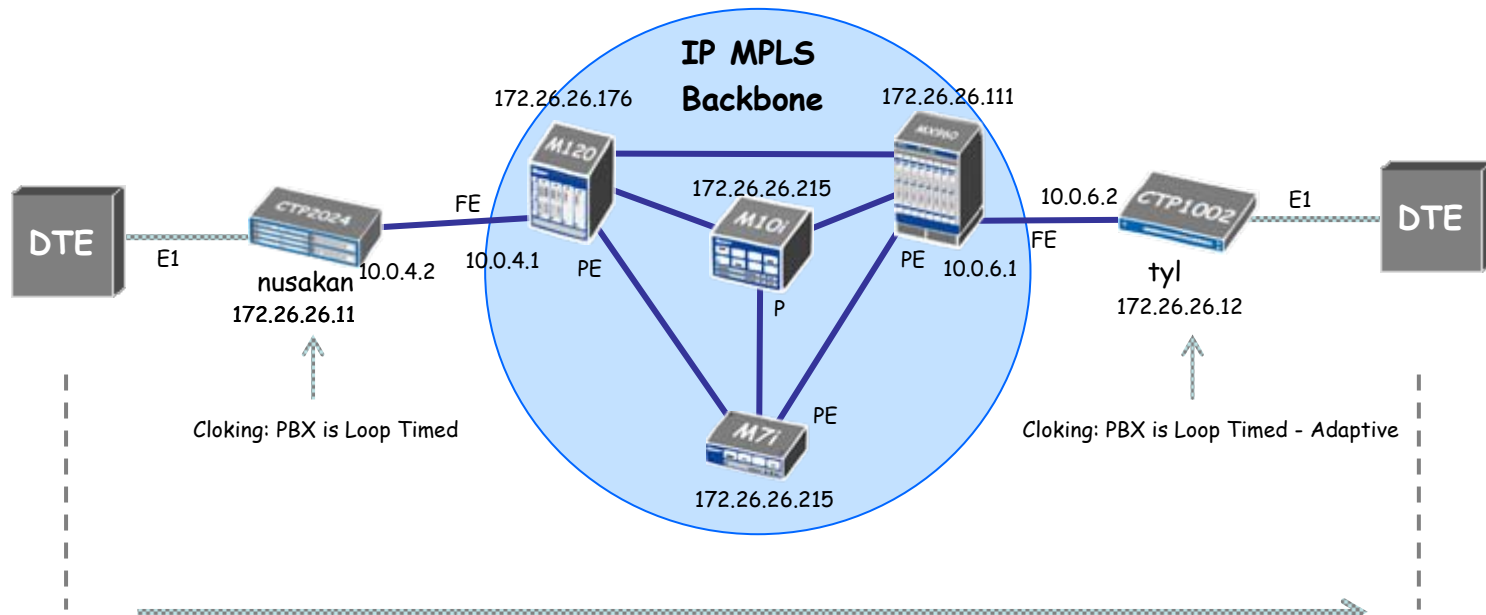 IP MPLS
Backbone
172.26.26.176
172.26.26.111
M120
MX960
172.26.26.215
M10i
DTE
E1
CTP2024
nusakan
172.26.26.11
10.0.4.2
FE
10.0.4.1
PE
P
PE
10.0.6.1
FE
10.0.6.2
CTP1002
tyl
172.26.26.12
E1
DTE
Cloking: PBX is Loop Timed
PE
M7i
172.26.26.215
Cloking: PBX is Loop Timed - Adaptive